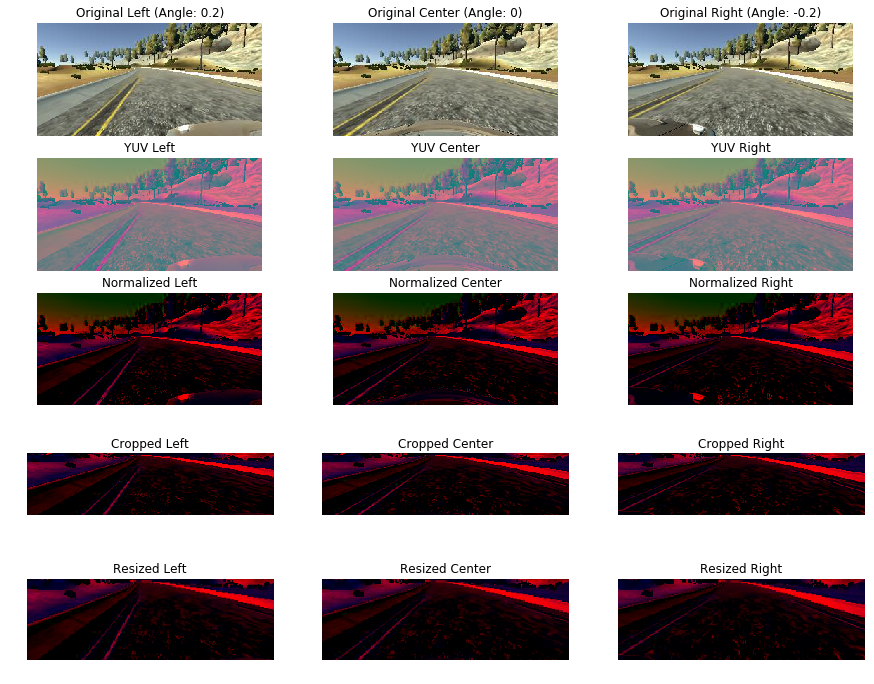 Original Left (Angle: 0.2)
Original Center (Angle: 0)
Original Right (Angle: -0.2)
YUV Left
YUV Center
YUV Right
Normalized Left
Normalized Center
Normalized Right
Cropped Left
Cropped Center
Cropped Right
Resized Left
Resized Center
Resized Right